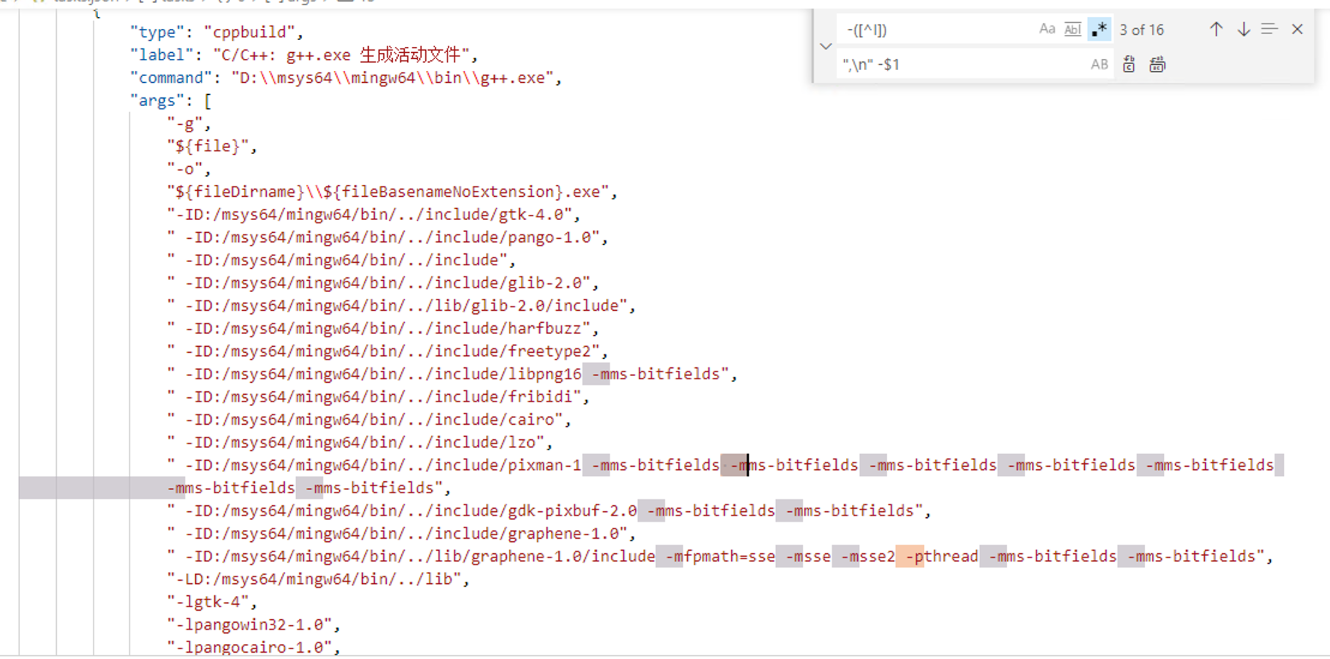 {
"type": "cppbuild",
"label": "C/C++: g++.exe 生成活动文件",
"command": "D:\\msys64\\mingw64\\bin\\g++.exe",
"args": [
"-g",
"${file}",
"-o",
"${fileDirname}\\${fileBasenameNoExtension}.exe",
"-ID:/msys64/mingw64/bin/../include/gtk-4.0",
" -ID:/msys64/mingw64/bin/../include/pango-1.0",
" -ID:/msys64/mingw64/bin/../include",
" -ID:/msys64/mingw64/bin/../include/glib-2.0",
" -ID:/msys64/mingw64/bin/../lib/glib-2.0/include",
" -ID:/msys64/mingw64/bin/../include/harfbuzz",
" -ID:/msys64/mingw64/bin/../include/freetype2",
" -ID:/msys64/mingw64/bin/../include/libpng16 -mms-bitfields",
" -ID:/msys64/mingw64/bin/../include/fribidi",
" -ID:/msys64/mingw64/bin/../include/cairo",
" -ID:/msys64/mingw64/bin/../include/lzo",
" -ID:/msys64/mingw64/bin/../include/pixman-1 -mms-bitfields -mms-bitfields -mms-bitfields -mms-bitfields -mms-bitfields
-mms-bitfields -mms-bitfields",
" -ID:/msys64/mingw64/bin/../include/gdk-pixbuf-2.0 -mms-bitfields -mms-bitfields",
" -ID:/msys64/mingw64/bin/../include/graphene-1.0",
" -ID:/msys64/mingw64/bin/../lib/graphene-1.0/include -mfpmath=sse -msse -msse2 -pthread -mms-bitfields -mms-bitfields",
"-LD:/msys64/mingw64/bin/../lib",
"-lgtk-4",
"-lpangowin32-1.0",
"-lpangocairo-1.0",
-([^I]) Aa Abl .* 3 of 16
",\n" -$1 AB